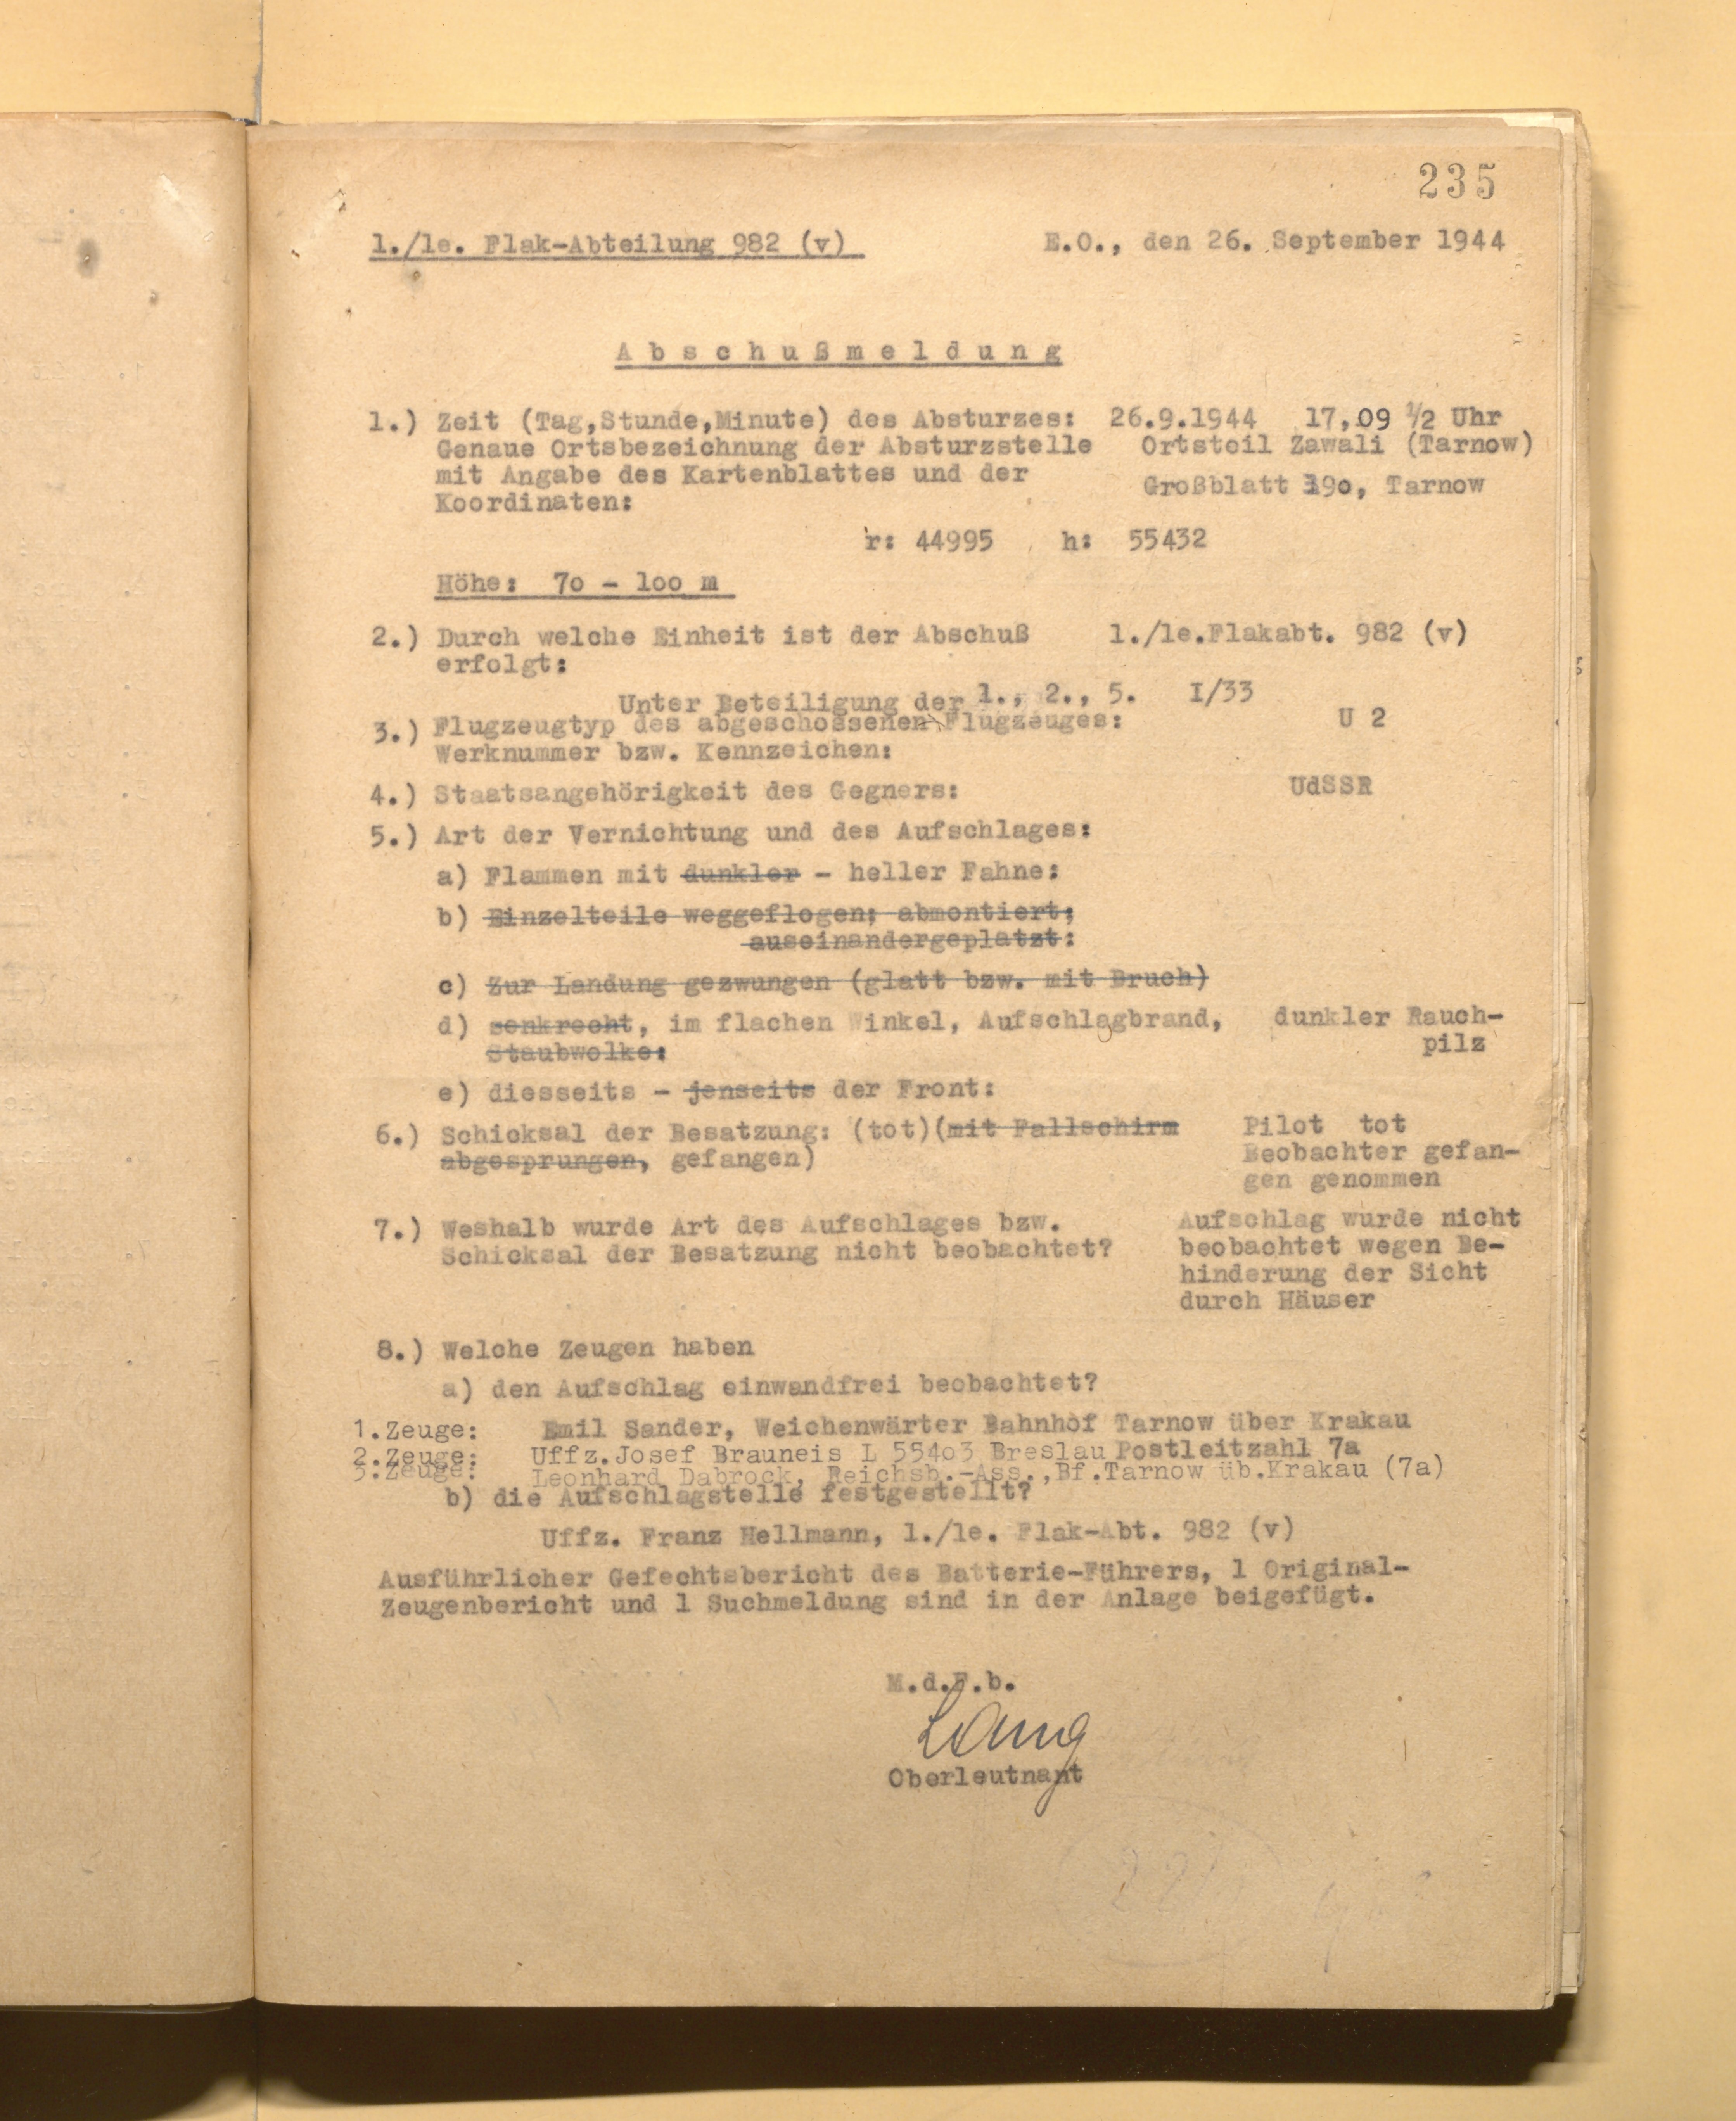 235
1./le. Flak-Abteilung 982 (v) E.O., den 26. September 1944
Abschußmeldung
1.) Zeit (Tag,Stunde,Minute) des Absturzes: 26.9.1944 17,09 ½ Uhr
Genaue Ortsbezeichnung der Absturzstelle Ortsteil Zawali (Tarnow)
mit Angabe des Kartenblattes und der
Großblatt 190, Tarnow
Koordinaten:
r: 44995 h: 55432
Höhe: 7o - loo m
2.) Durch welche Einheit ist der Abschuß 1./le.Flakabt. 982 (v)
erfolgt:
Unter Beteiligung der 1., 2., 5. I/33
3.) Flugzeugtyp des abgeschossenen Flugzeuges: U 2
Werknummer bzw. Kennzeichen:
4.) Staatsangehörigkeit des Gegners: UdSSR
5.) Art der Vernichtung und des Aufschlages:
a) Flammen mit dunkler - heller Fahne:
b) Einzelteile weggeflogen; abmontiert;
auseinandergeplatzt:
c) Zur Landung gezwungen (glatt bzw. mit Bruch)
d) senkrecht, im flachen Winkel, Aufschlagbrand, dunkler Rauch-
Staubwolke: pilz
e) diesseits - jenseits der Front:
6.) Schicksal der Besatzung: (tot)(mit Fallschirm Pilot tot
abgesprungen, gefangen) Beobachter gefan-
gen genommen
7.) Weshalb wurde Art des Aufschlages bzw. Aufschlag wurde nicht
Schicksal der Besatzung nicht beobachtet? beobachtet wegen Be-
hinderung der Sicht
durch Häuser
8.) Welche Zeugen haben
a) den Aufschlag einwandfrei beobachtet?
1.Zeuge: Emil Sander, Weichenwärter Bahnhof Tarnow über Krakau
2.Zeuge: Uffz.Josef Brauneis L 554o3 Breslau Postleitzahl 7a
3.Zeuge: Leonhard Dabrock, Reichsb.-Ass.,Bf.Tarnow üb.Krakau (7a)
b) die Aufschlagstelle festgestellt?
Uffz. Franz Hellmann, 1./le. Flak-Abt. 982 (v)
Ausführlicher Gefechtsbericht des Batterie-Führers, 1 Original-
Zeugenbericht und 1 Suchmeldung sind in der Anlage beigefügt.
M.d.F.b.
Lang
Oberleutnant